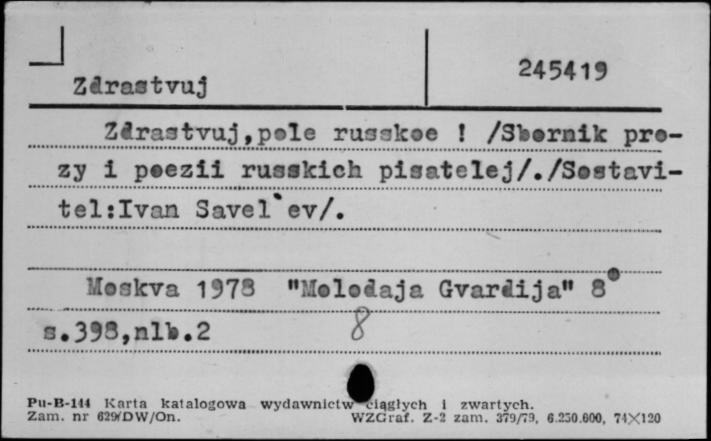 Zdrastvuj
245419
Zdrastvuj,pole russkoe ! /Sbornik pro-
zy i poezii russkich pisatelej/./Sostavi-
tel:Ivan Savel`ev/.
Moskva 1978 "Molodaja Gvardija" 8°
s.398,nlb.2
8
Pu-B-144 Karta katalogowa wydawnictw ciągłych i zwartych.
Zam. nr 629/DW/On. WZGraf. Z-2 zam. 379/79, 6.250.600, 74X120